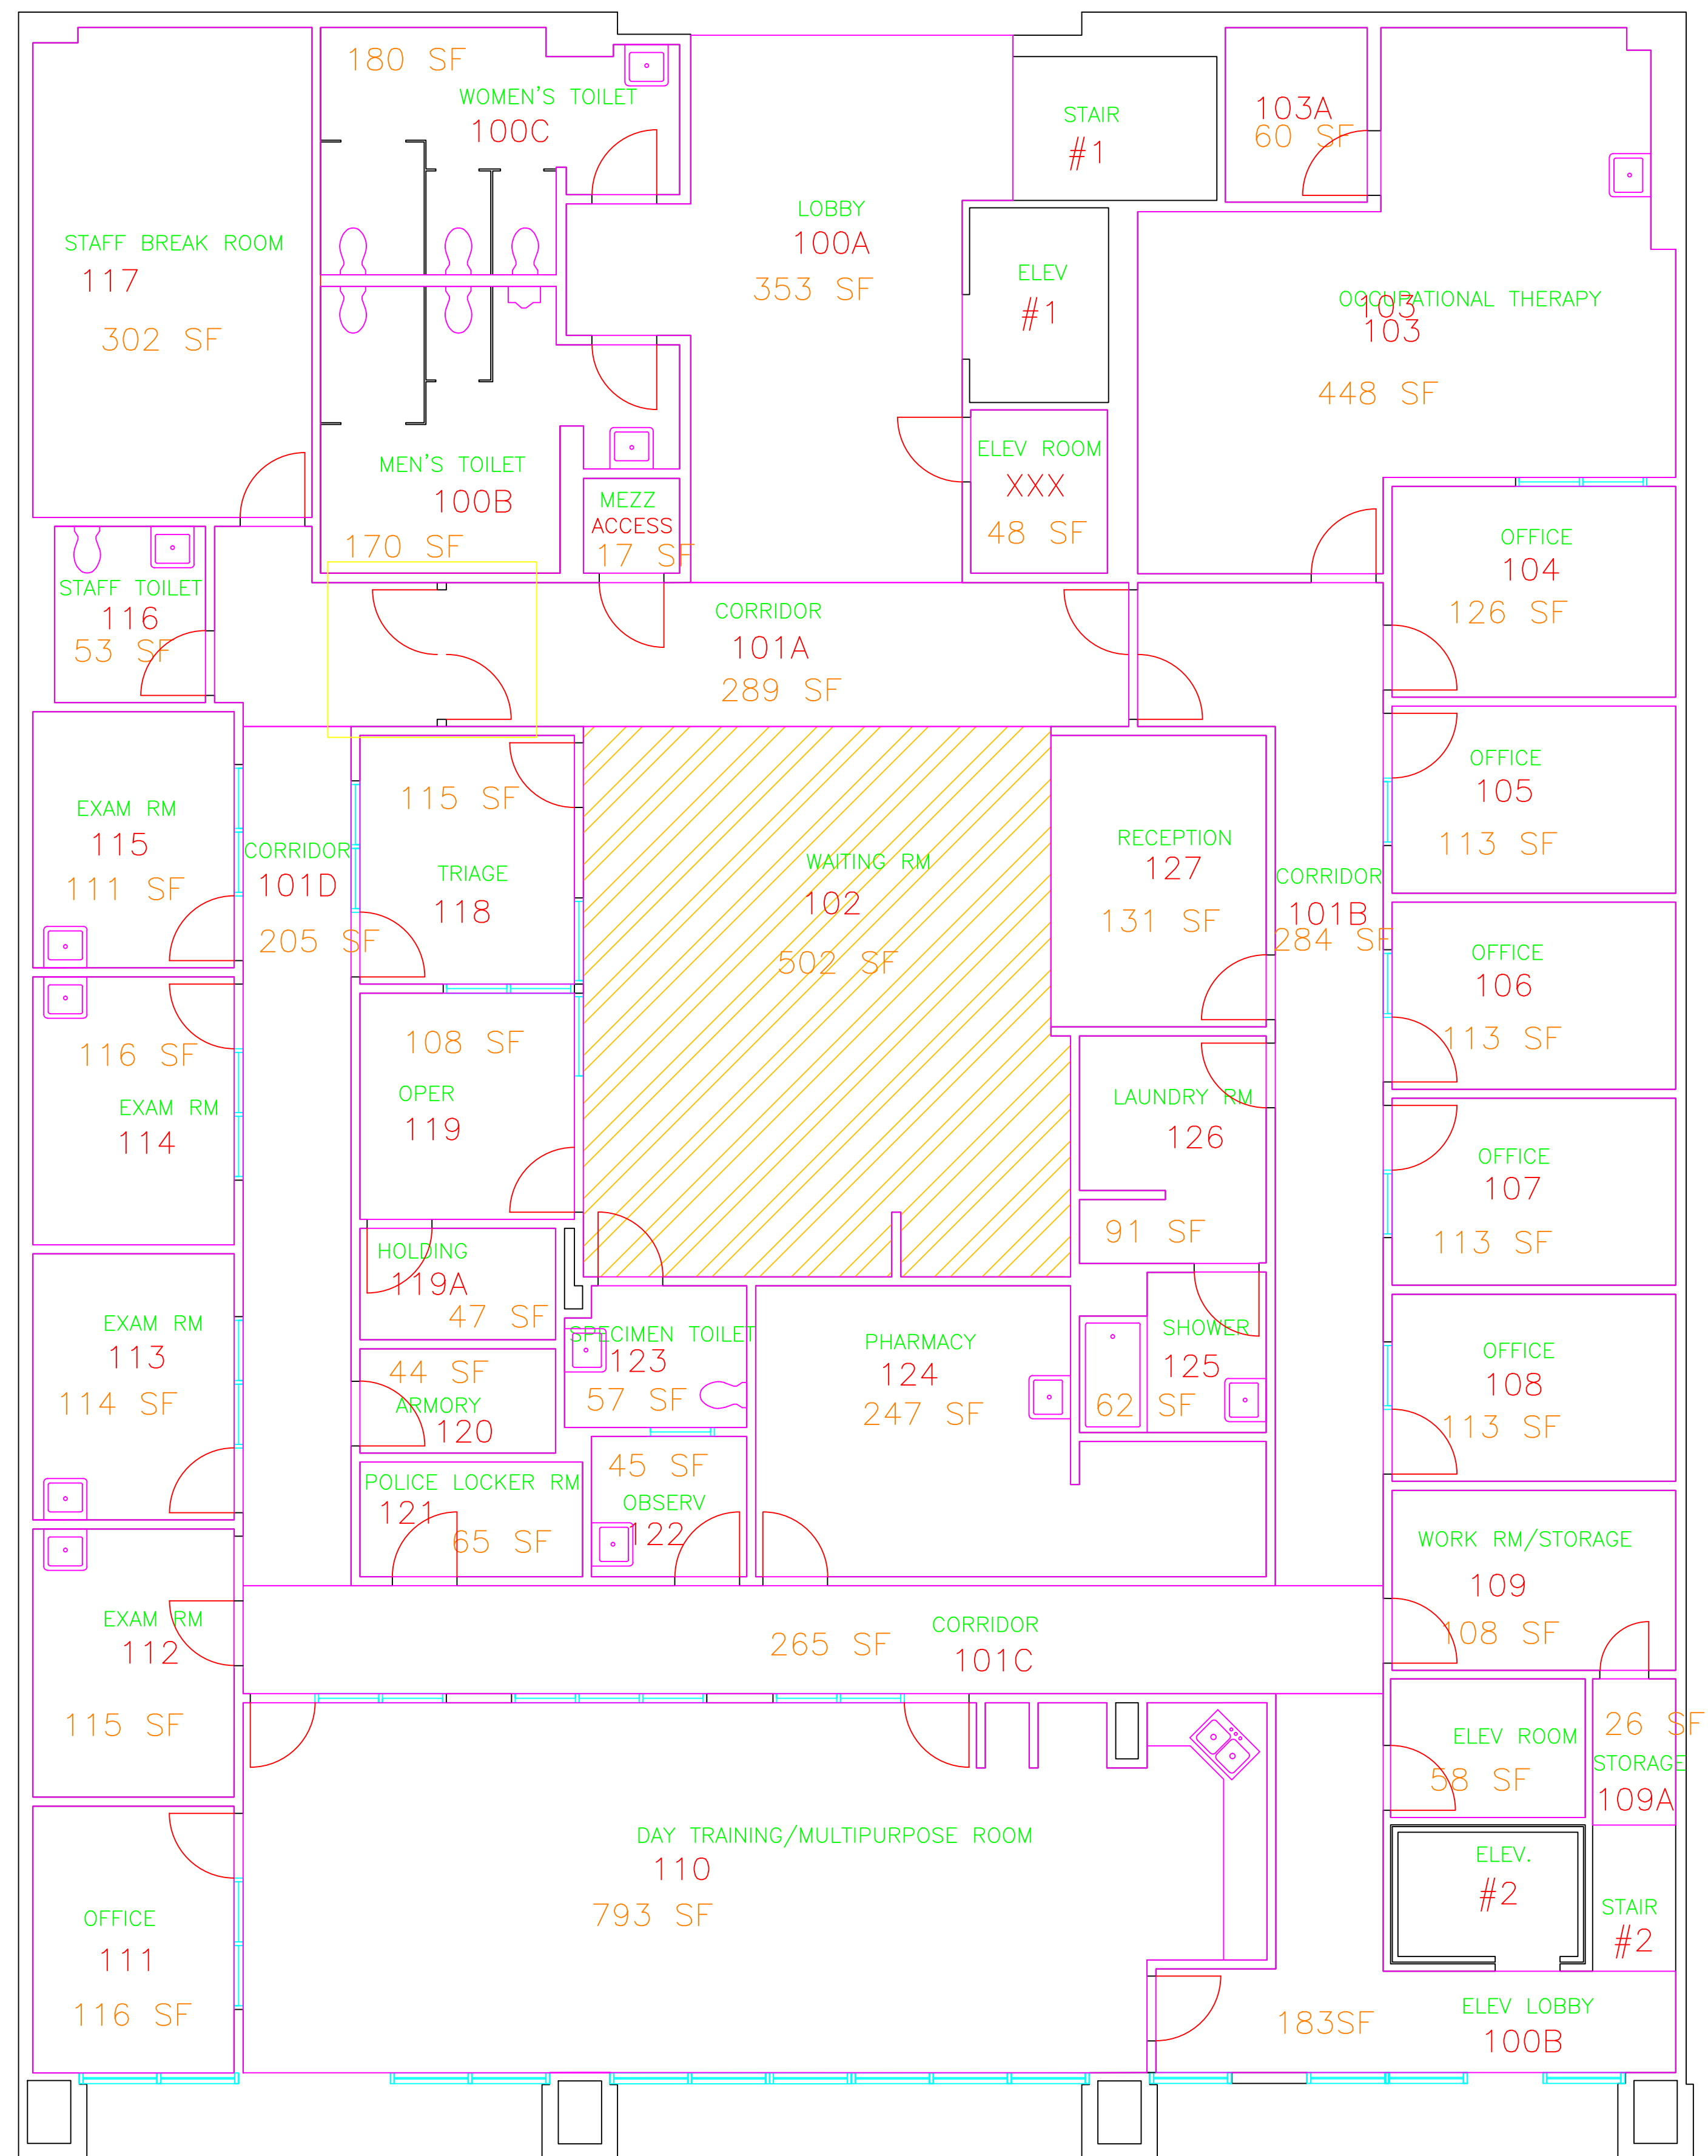 180 SF
WOMEN'S TOILET
100C
STAIR
#1
103A
60 SF
LOBBY
100A
353 SF
STAFF BREAK ROOM
117
302 SF
ELEV
#1
OCCUPATIONAL THERAPY
103
103
448 SF
MEN'S TOILET
100B
170 SF
MEZZ
ACCESS
17 SF
ELEV ROOM
XXX
48 SF
OFFICE
104
126 SF
STAFF TOILET
116
53 SF
CORRIDOR
101A
289 SF
OFFICE
105
113 SF
EXAM RM
115
111 SF
CORRIDOR
101D
205 SF
115 SF
TRIAGE
118
WAITING RM
102
502 SF
RECEPTION
127
131 SF
CORRIDOR
101B
284 SF
OFFICE
106
113 SF
116 SF
EXAM RM
114
108 SF
OPER
119
LAUNDRY RM
126
91 SF
OFFICE
107
113 SF
HOLDING
119A
47 SF
EXAM RM
113
114 SF
44 SF
ARMORY
120
SPECIMEN TOILET
123
57 SF
PHARMACY
124
247 SF
SHOWER
125
62 SF
OFFICE
108
113 SF
POLICE LOCKER RM
121
65 SF
45 SF
OBSERV
122
WORK RM/STORAGE
109
108 SF
EXAM RM
112
115 SF
CORRIDOR
101C
265 SF
ELEV ROOM
58 SF
26 SF
STORAGE
109A
DAY TRAINING/MULTIPURPOSE ROOM
110
793 SF
ELEV.
#2
STAIR
#2
OFFICE
111
116 SF
ELEV LOBBY
100B
183SF